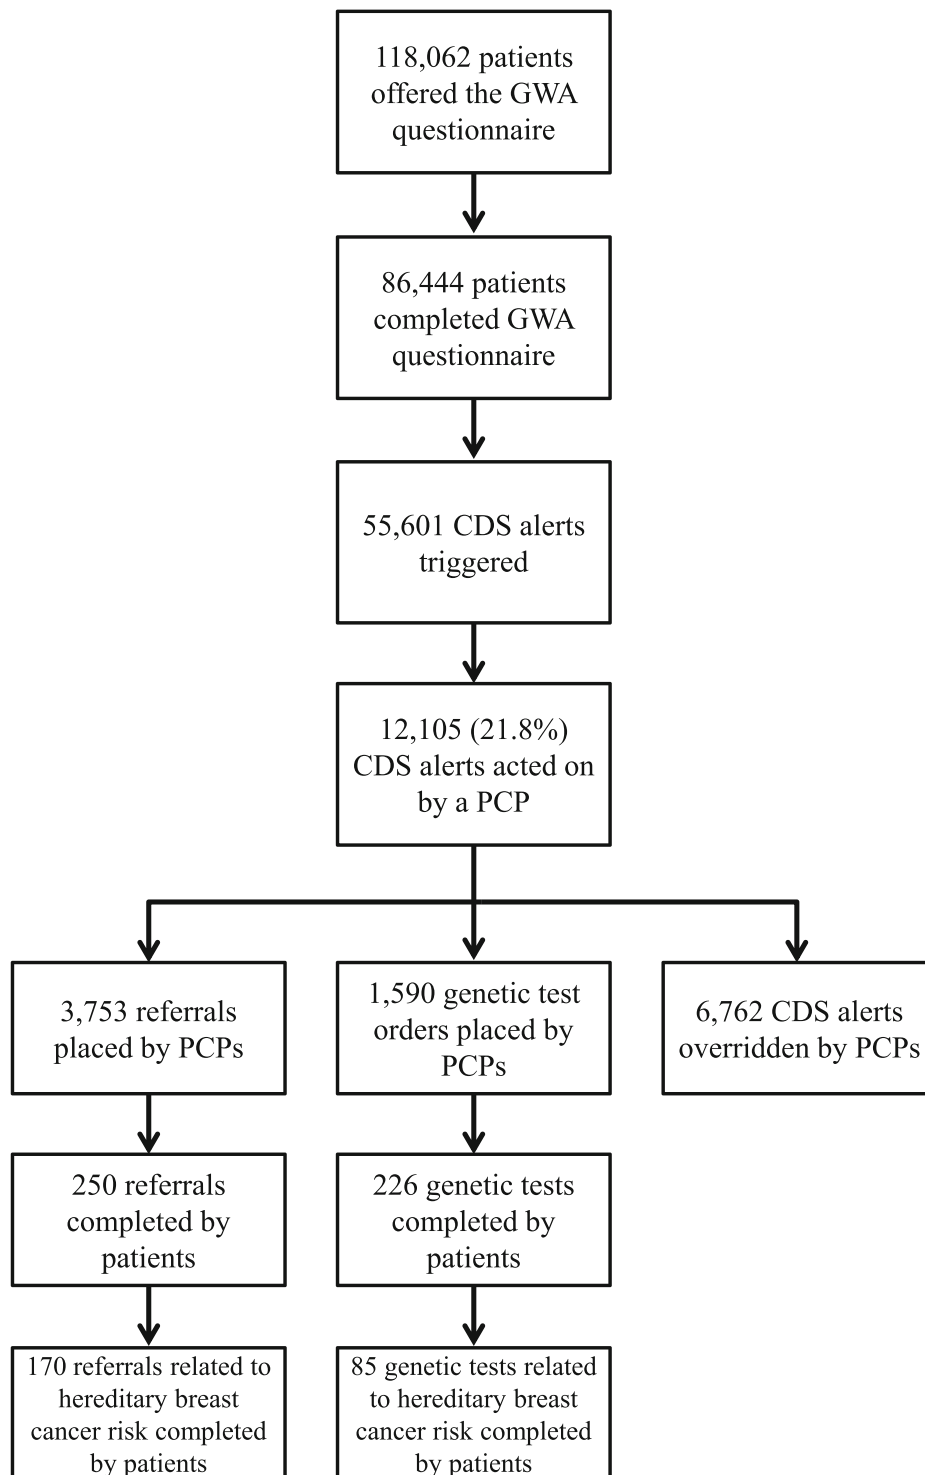 118,062 patients
offered the GWA
questionnaire
86,444 patients
completed GWA
questionnaire
55,601 CDS alerts
triggered
12,105 (21.8%)
CDS alerts acted on
by a PCP
3,753 referrals
placed by PCPs
1,590 genetic test
orders placed by
PCPs
6,762 CDS alerts
overridden by PCPs
250 referrals
completed by
patients
226 genetic tests
completed by
patients
170 referrals related to
hereditary breast
cancer risk completed
by patients
85 genetic tests related
to hereditary breast
cancer risk completed
by patients